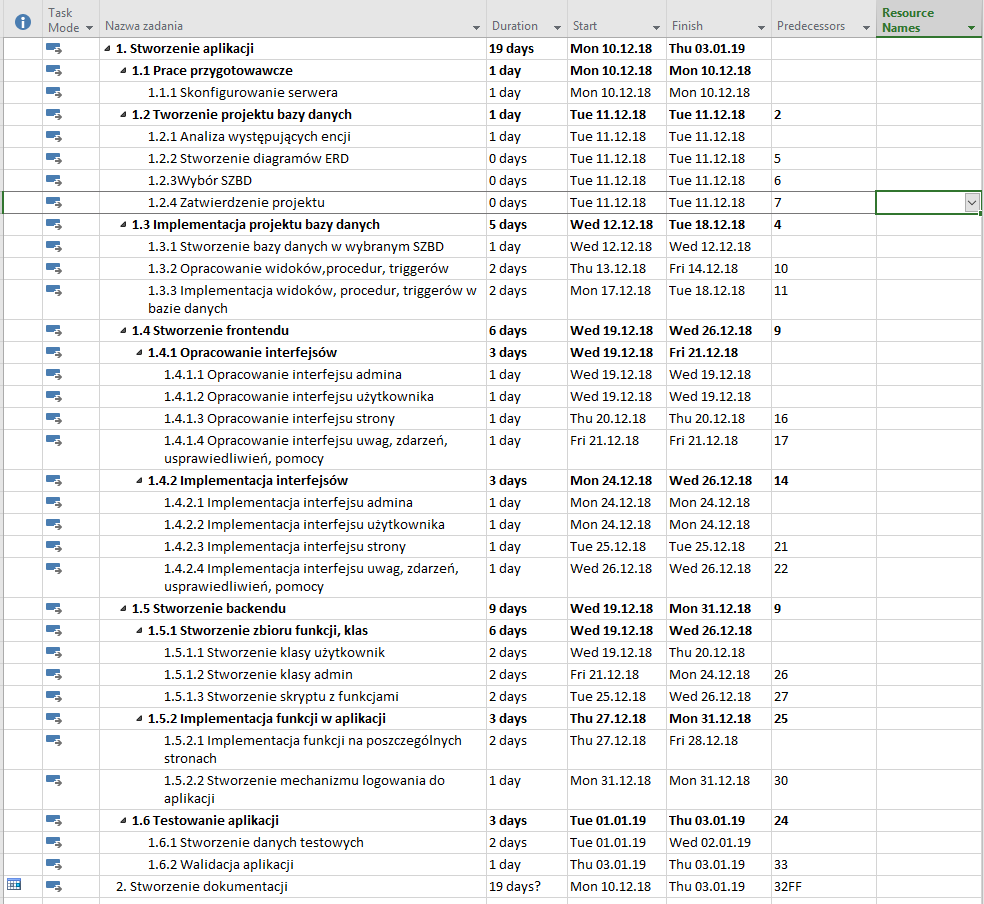 Task Mode Nazwa zadania Duration Start Finish Predecessors Resource Names
1. Stworzenie aplikacji 19 days Mon 10.12.18 Thu 03.01.19
1.1 Prace przygotowawcze 1 day Mon 10.12.18 Mon 10.12.18
1.1.1 Skonfigurowanie serwera 1 day Mon 10.12.18 Mon 10.12.18
1.2 Tworzenie projektu bazy danych 1 day Tue 11.12.18 Tue 11.12.18 2
1.2.1 Analiza występujących encji 1 day Tue 11.12.18 Tue 11.12.18
1.2.2 Stworzenie diagramów ERD 0 days Tue 11.12.18 Tue 11.12.18 5
1.2.3Wybór SZBD 0 days Tue 11.12.18 Tue 11.12.18 6
1.2.4 Zatwierdzenie projektu 0 days Tue 11.12.18 Tue 11.12.18 7
1.3 Implementacja projektu bazy danych 5 days Wed 12.12.18 Tue 18.12.18 4
1.3.1 Stworzenie bazy danych w wybranym SZBD 1 day Wed 12.12.18 Wed 12.12.18
1.3.2 Opracowanie widoków,procedur, triggerów 2 days Thu 13.12.18 Fri 14.12.18 10
1.3.3 Implementacja widoków, procedur, triggerów w 2 days Mon 17.12.18 Tue 18.12.18 11
bazie danych
1.4 Stworzenie frontendu 6 days Wed 19.12.18 Wed 26.12.18 9
1.4.1 Opracowanie interfejsów 3 days Wed 19.12.18 Fri 21.12.18
1.4.1.1 Opracowanie interfejsu admina 1 day Wed 19.12.18 Wed 19.12.18
1.4.1.2 Opracowanie interfejsu użytkownika 1 day Wed 19.12.18 Wed 19.12.18
1.4.1.3 Opracowanie interfejsu strony 1 day Thu 20.12.18 Thu 20.12.18 16
1.4.1.4 Opracowanie interfejsu uwag, zdarzeń, 1 day Fri 21.12.18 Fri 21.12.18 17
usprawiedliwień, pomocy
1.4.2 Implementacja interfejsów 3 days Mon 24.12.18 Wed 26.12.18 14
1.4.2.1 Implementacja interfejsu admina 1 day Mon 24.12.18 Mon 24.12.18
1.4.2.2 Implementacja interfejsu użytkownika 1 day Mon 24.12.18 Mon 24.12.18
1.4.2.3 Implementacja interfejsu strony 1 day Tue 25.12.18 Tue 25.12.18 21
1.4.2.4 Implementacja interfejsu uwag, zdarzeń, 1 day Wed 26.12.18 Wed 26.12.18 22
usprawiedliwień, pomocy
1.5 Stworzenie backendu 9 days Wed 19.12.18 Mon 31.12.18 9
1.5.1 Stworzenie zbioru funkcji, klas 6 days Wed 19.12.18 Wed 26.12.18
1.5.1.1 Stworzenie klasy użytkownik 2 days Wed 19.12.18 Thu 20.12.18
1.5.1.2 Stworzenie klasy admin 2 days Fri 21.12.18 Mon 24.12.18 26
1.5.1.3 Stworzenie skryptu z funkcjami 2 days Tue 25.12.18 Wed 26.12.18 27
1.5.2 Implementacja funkcji w aplikacji 3 days Thu 27.12.18 Mon 31.12.18 25
1.5.2.1 Implementacja funkcji na poszczególnych 2 days Thu 27.12.18 Fri 28.12.18
stronach
1.5.2.2 Stworzenie mechanizmu logowania do 1 day Mon 31.12.18 Mon 31.12.18 30
aplikacji
1.6 Testowanie aplikacji 3 days Tue 01.01.19 Thu 03.01.19 24
1.6.1 Stworzenie danych testowych 2 days Tue 01.01.19 Wed 02.01.19
1.6.2 Walidacja aplikacji 1 day Thu 03.01.19 Thu 03.01.19 33
2. Stworzenie dokumentacji 19 days? Mon 10.12.18 Thu 03.01.19 32FF